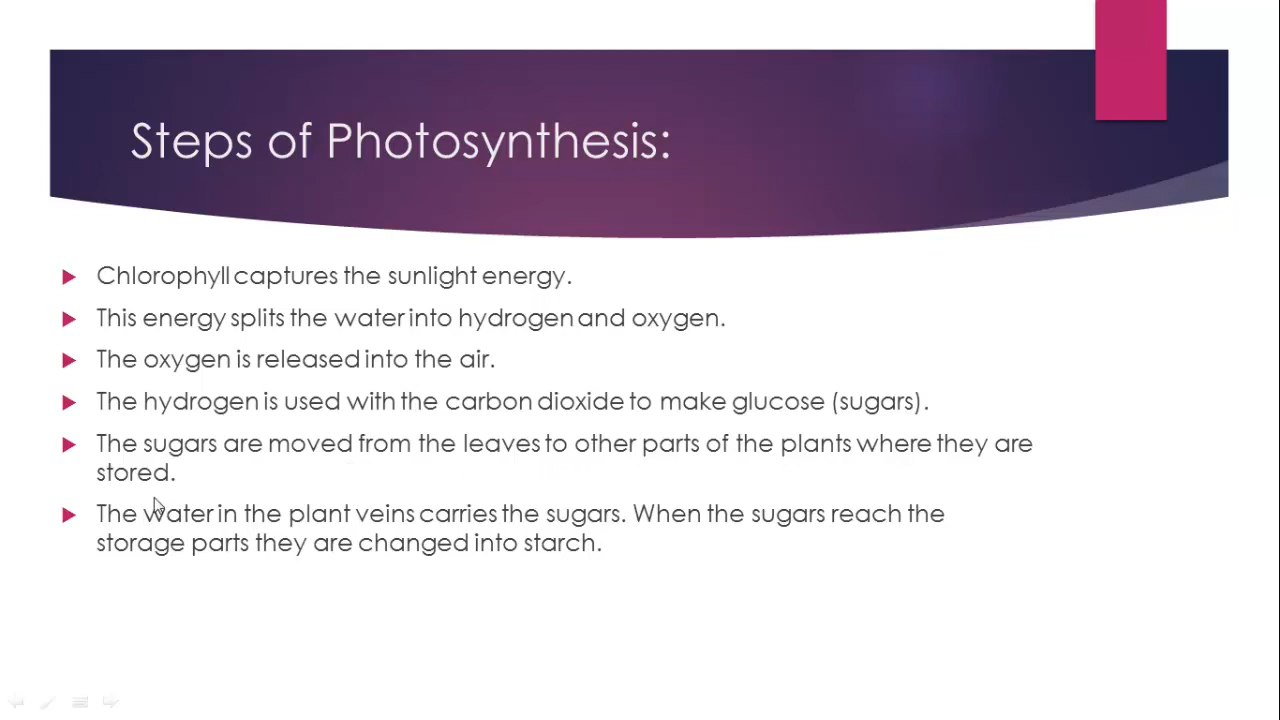 Steps of Photosynthesis:
Chlorophyll captures the sunlight energy.
This energy splits the water into hydrogen and oxygen.
The oxygen is released into the air.
The hydrogen is used with the carbon dioxide to make glucose (sugars).
The sugars are moved from the leaves to other parts of the plants where they are
stored.
The water in the plant veins carries the sugars. When the sugars reach the
storage parts they are changed into starch.